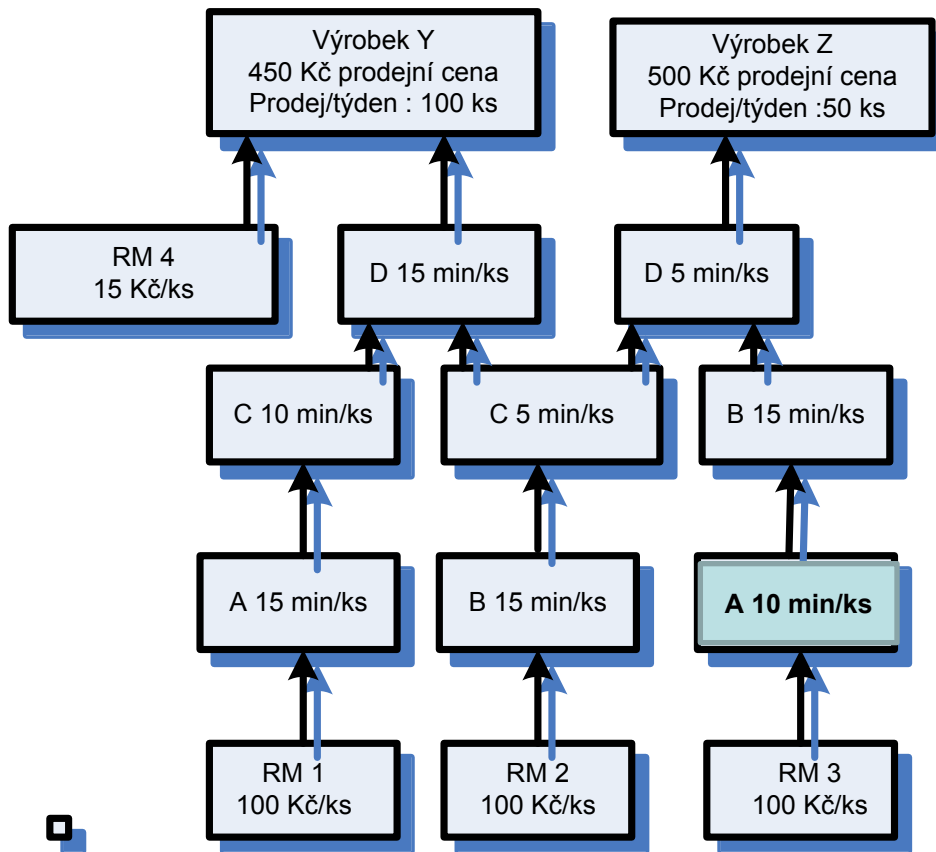 Výrobek Y
450 Kč prodejní cena
Prodej/týden : 100 ks
Výrobek Z
500 Kč prodejní cena
Prodej/týden :50 ks
RM 4
15 Kč/ks
D 15 min/ks
D 5 min/ks
C 10 min/ks
C 5 min/ks
B 15 min/ks
A 15 min/ks
B 15 min/ks
A 10 min/ks
RM 1
100 Kč/ks
RM 2
100 Kč/ks
RM 3
100 Kč/ks